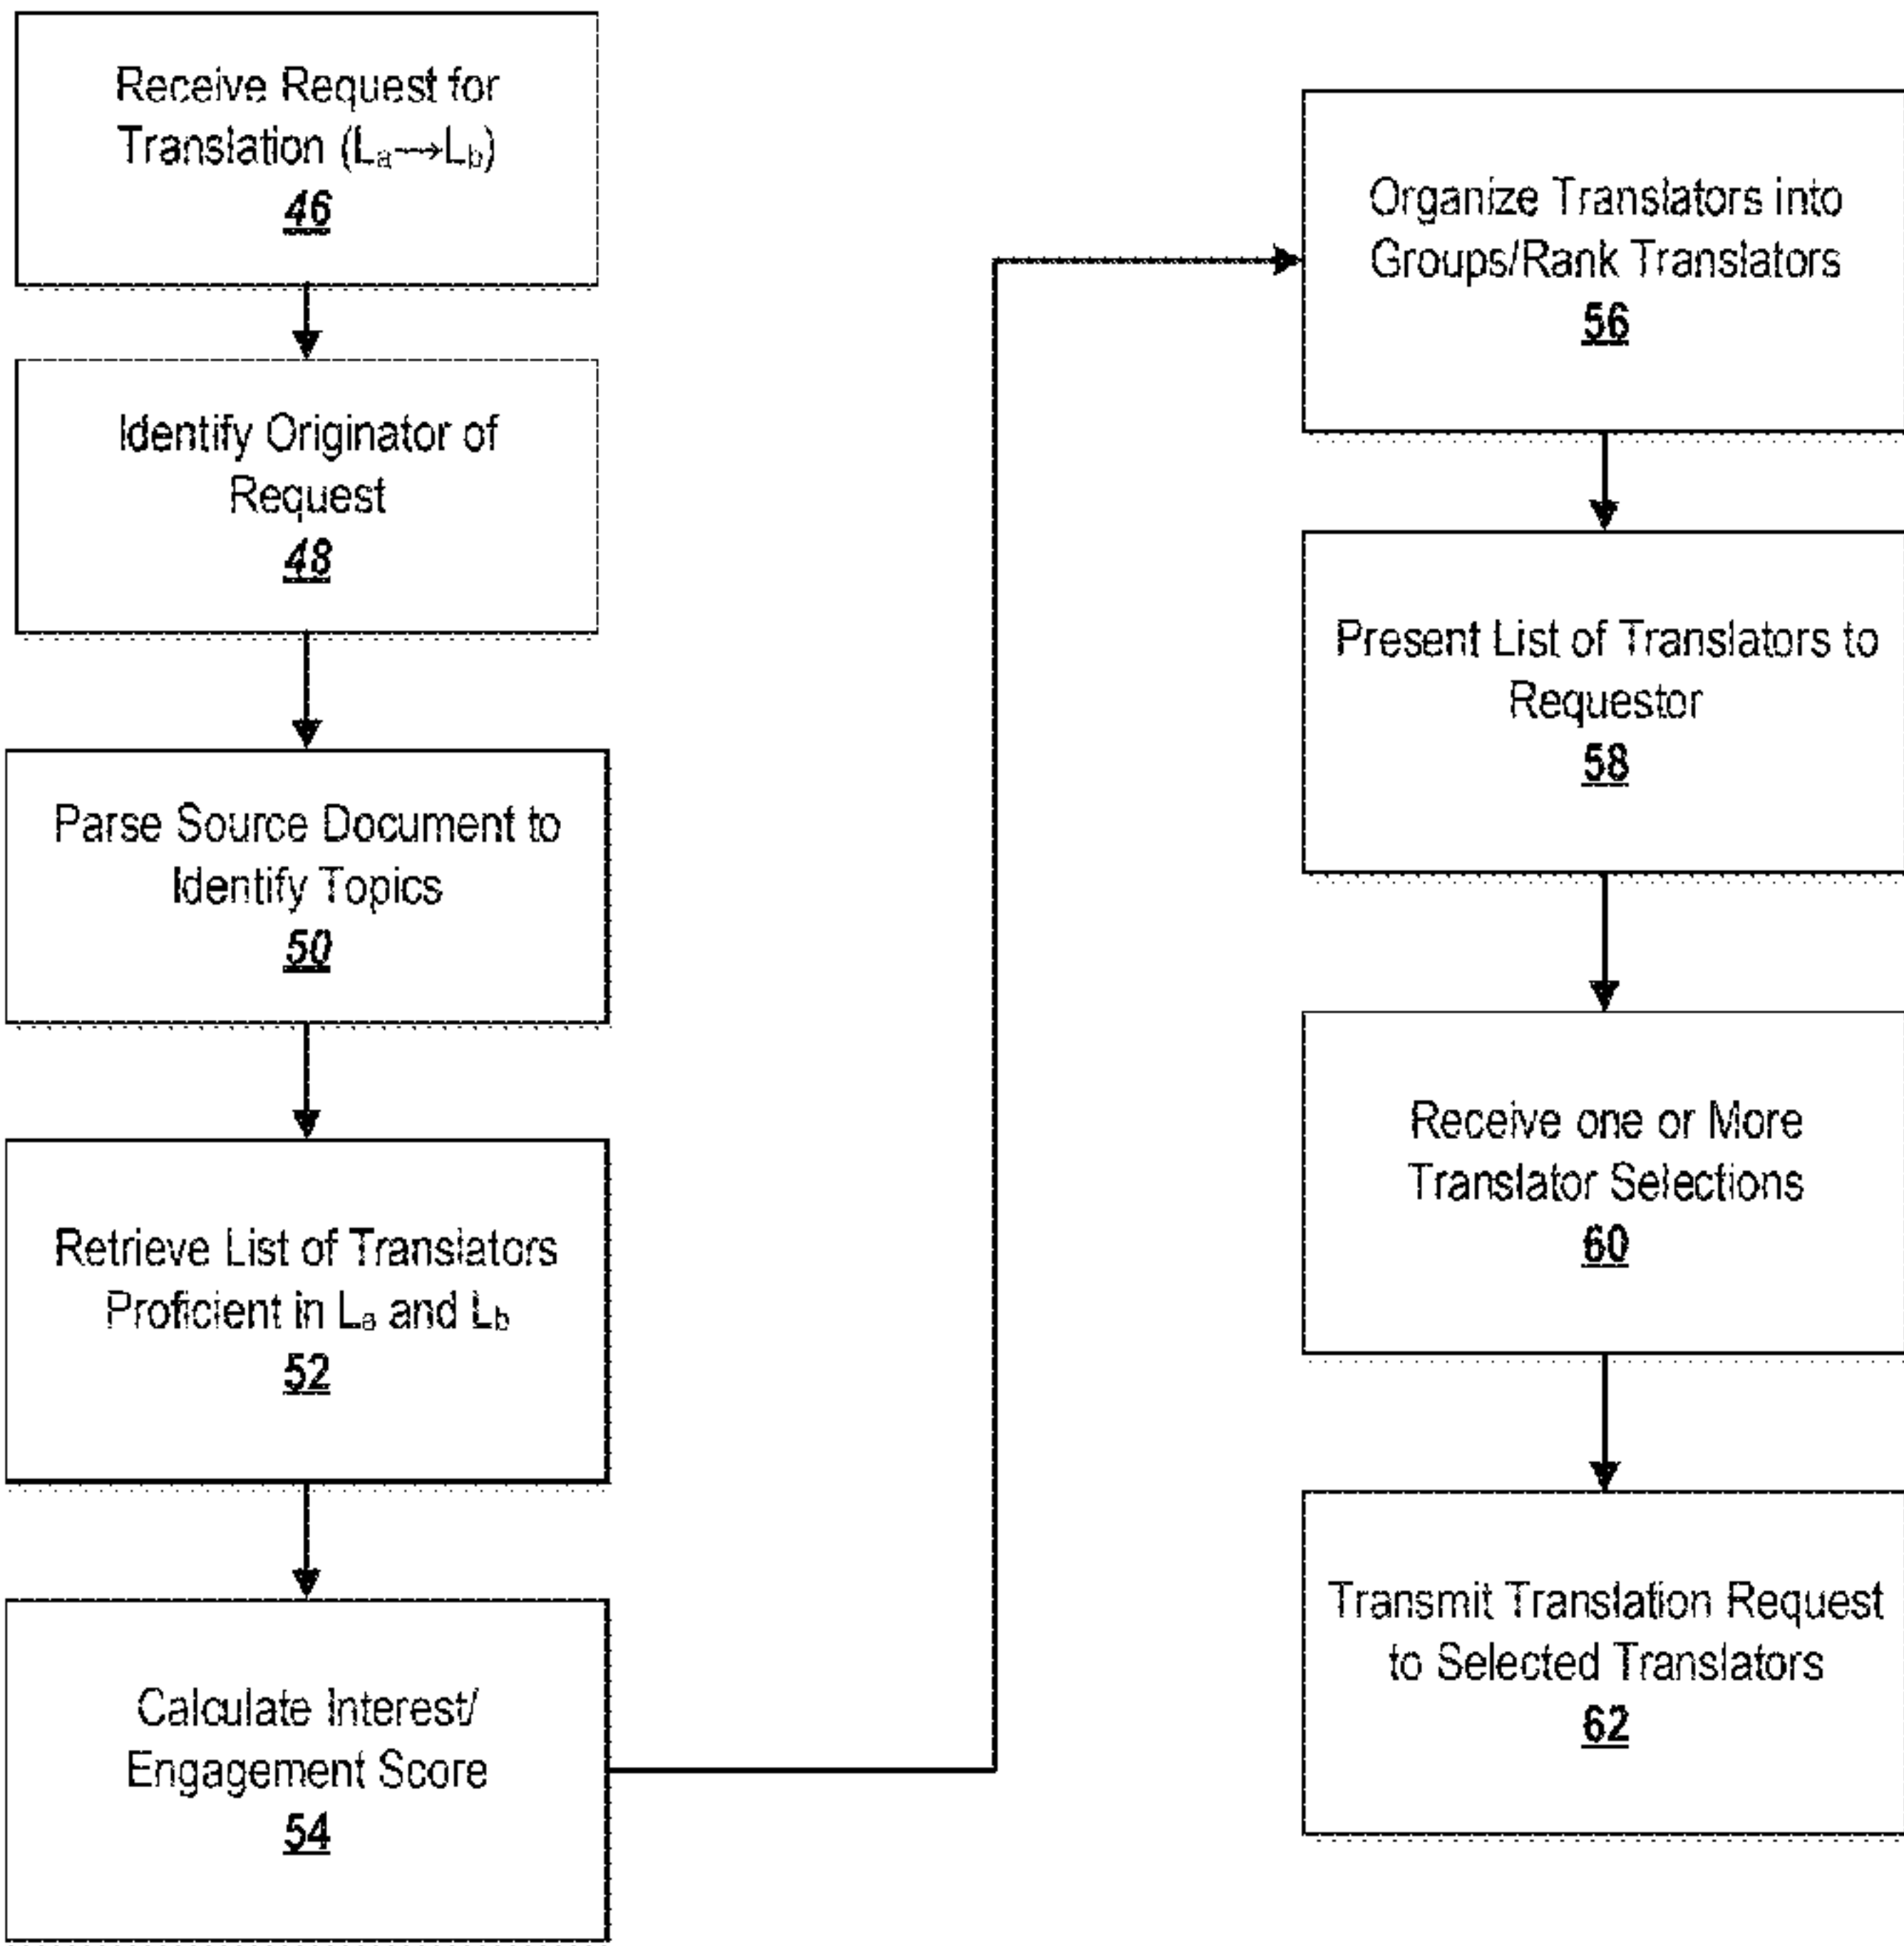 Receive Request for
Translation (Lₐ→L_b)
46
Identify Originator of
Request
48
Parse Source Document to
Identify Topics
50
Retrieve List of Translators
Proficient in Lₐ and L_b
52
Calculate Interest/
Engagement Score
54
Organize Translators into
Groups/Rank Translators
56
Present List of Translators to
Requestor
58
Receive one or More
Translator Selections
60
Transmit Translation Request
to Selected Translators
62